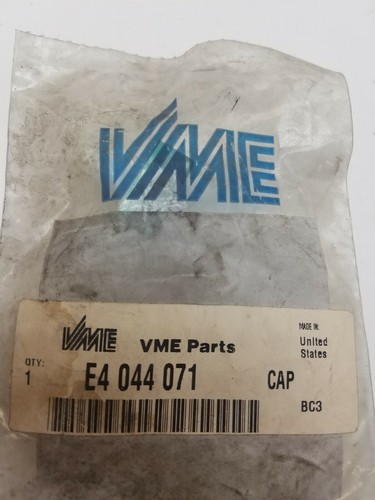 VME
VME VME Parts
MADE IN:
United
States
QTY:
1 E4 044 071 CAP
BC3